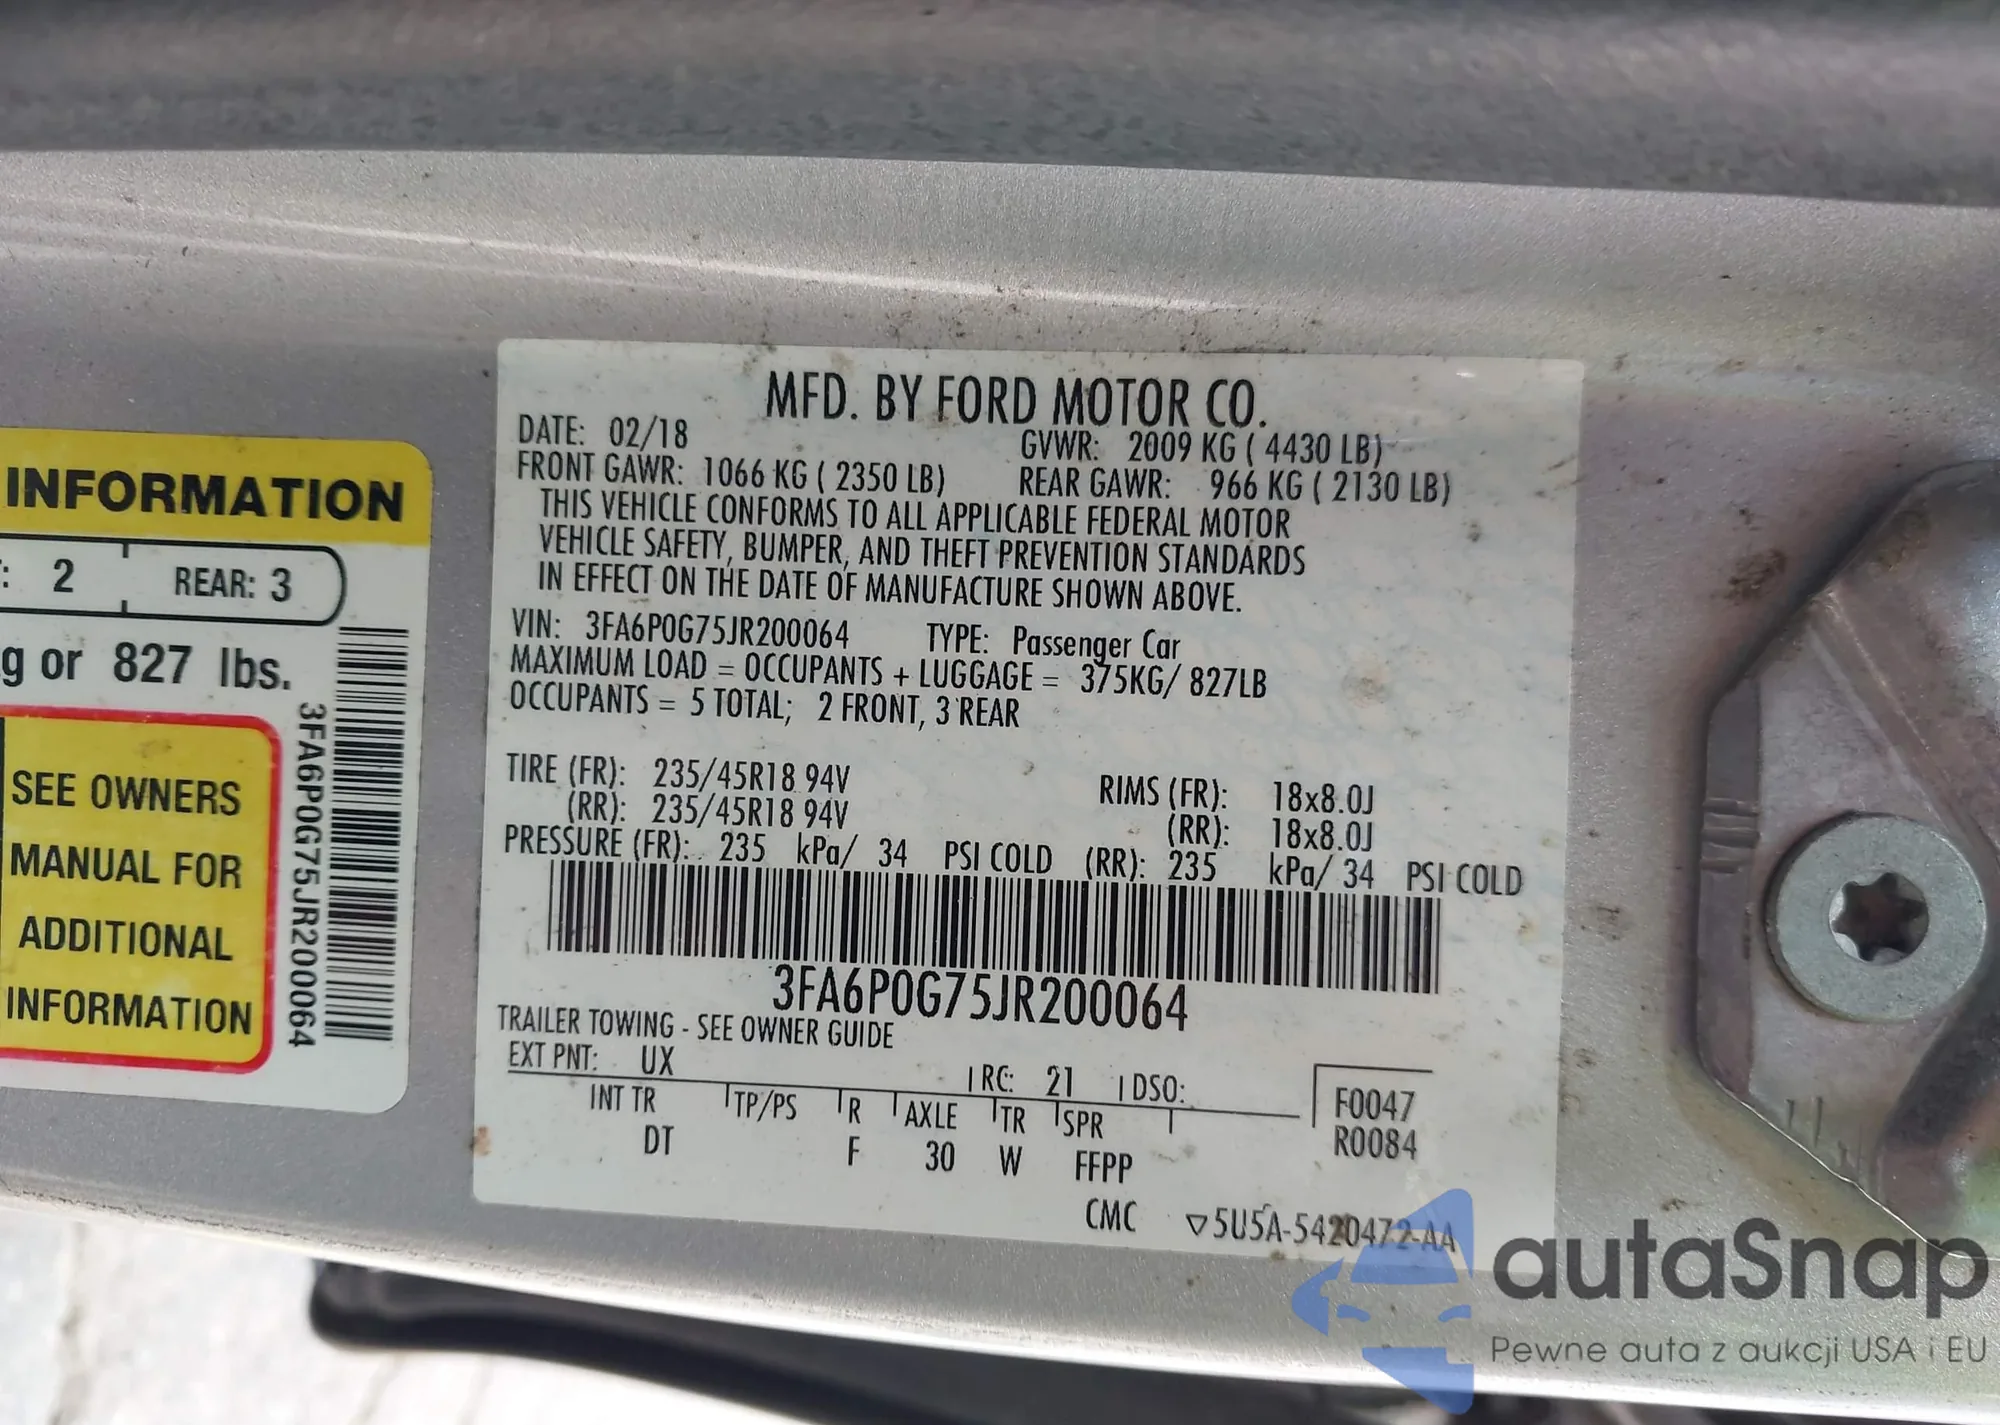 INFORMATION
: 2 REAR: 3
g or 827 lbs.
SEE OWNERS
MANUAL FOR
ADDITIONAL
INFORMATION
3FA6P0G75JR200064
MFD. BY FORD MOTOR CO.
DATE: 02/18 GVWR: 2009 KG ( 4430 LB)
FRONT GAWR: 1066 KG ( 2350 LB) REAR GAWR: 966 KG ( 2130 LB)
THIS VEHICLE CONFORMS TO ALL APPLICABLE FEDERAL MOTOR
VEHICLE SAFETY, BUMPER, AND THEFT PREVENTION STANDARDS
IN EFFECT ON THE DATE OF MANUFACTURE SHOWN ABOVE.
VIN: 3FA6P0G75JR200064 TYPE: Passenger Car
MAXIMUM LOAD = OCCUPANTS + LUGGAGE = 375KG/ 827LB
OCCUPANTS = 5 TOTAL; 2 FRONT, 3 REAR
TIRE (FR): 235/45R18 94V RIMS (FR): 18x8.0J
(RR): 235/45R18 94V (RR): 18x8.0J
PRESSURE (FR): 235 kPa/ 34 PSI COLD (RR): 235 kPa/ 34 PSI COLD
3FA6P0G75JR200064
TRAILER TOWING - SEE OWNER GUIDE
EXT PNT: UX RC: 21 DSO:
INT TR TP/PS R AXLE TR SPR F0047
DT F 30 W FFPP R0084
CMC ▽5U5A-5420472-AA
autaSnap
Pewne auta z aukcji USA i EU